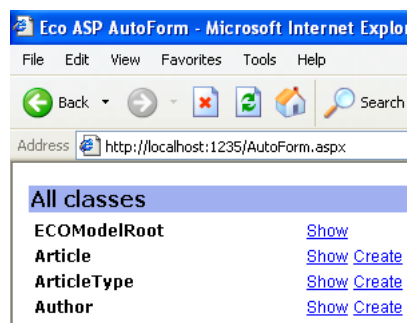 Eco ASP AutoForm - Microsoft Internet Explo
File Edit View Favorites Tools Help
Back Search
Address http://localhost:1235/AutoForm.aspx
All classes
ECOModelRoot Show
Article Show Create
ArticleType Show Create
Author Show Create